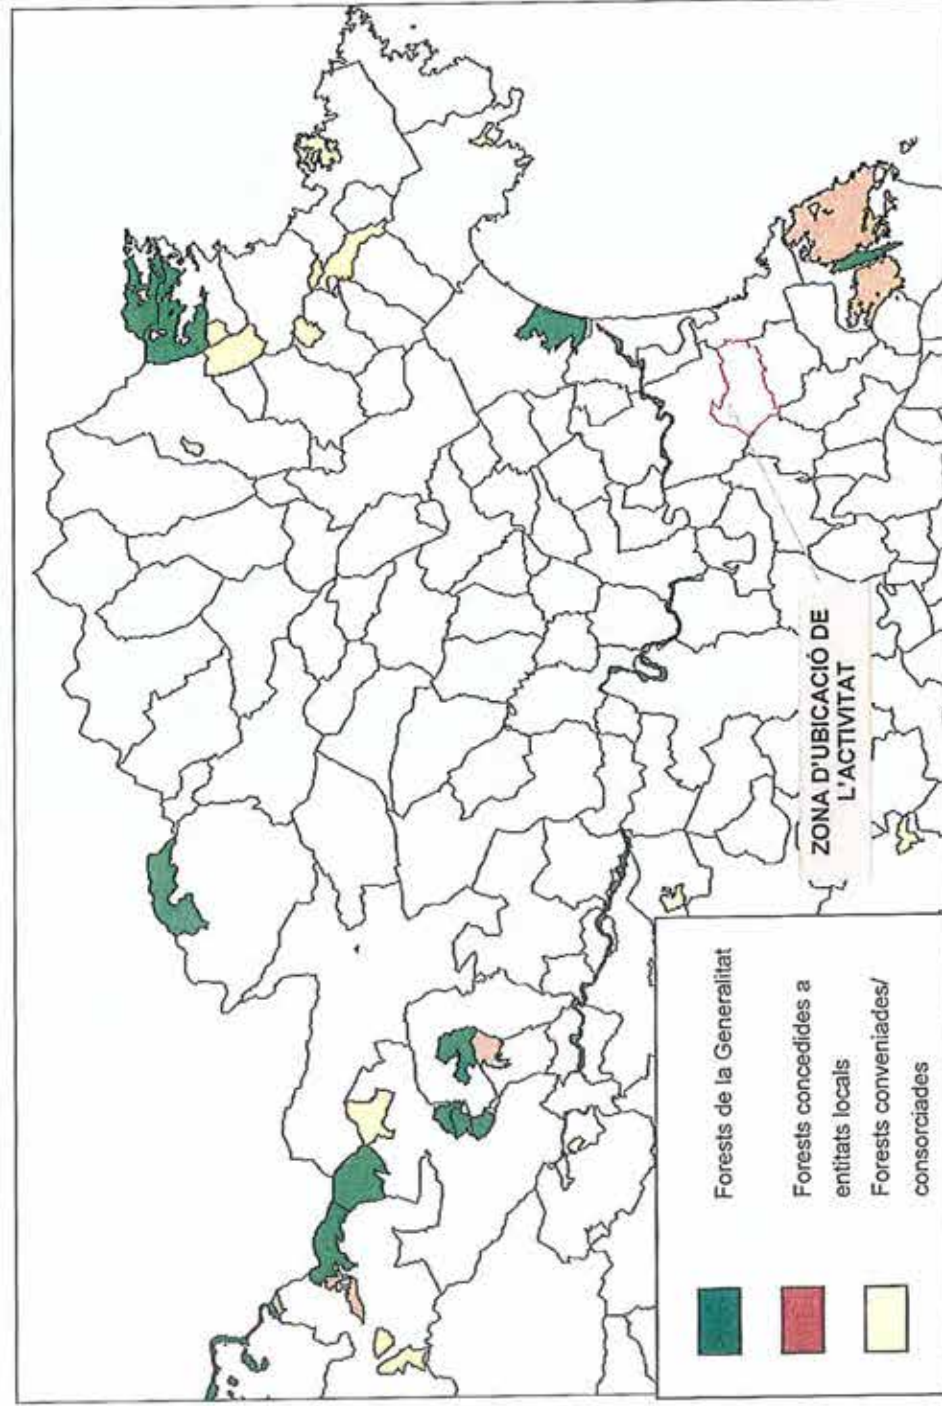 ZONA D'UBICACIÓ DE
L'ACTIVITAT
Forests de la Generalitat
Forests concedides a
entitats locals
Forests conveniades/
consorciades